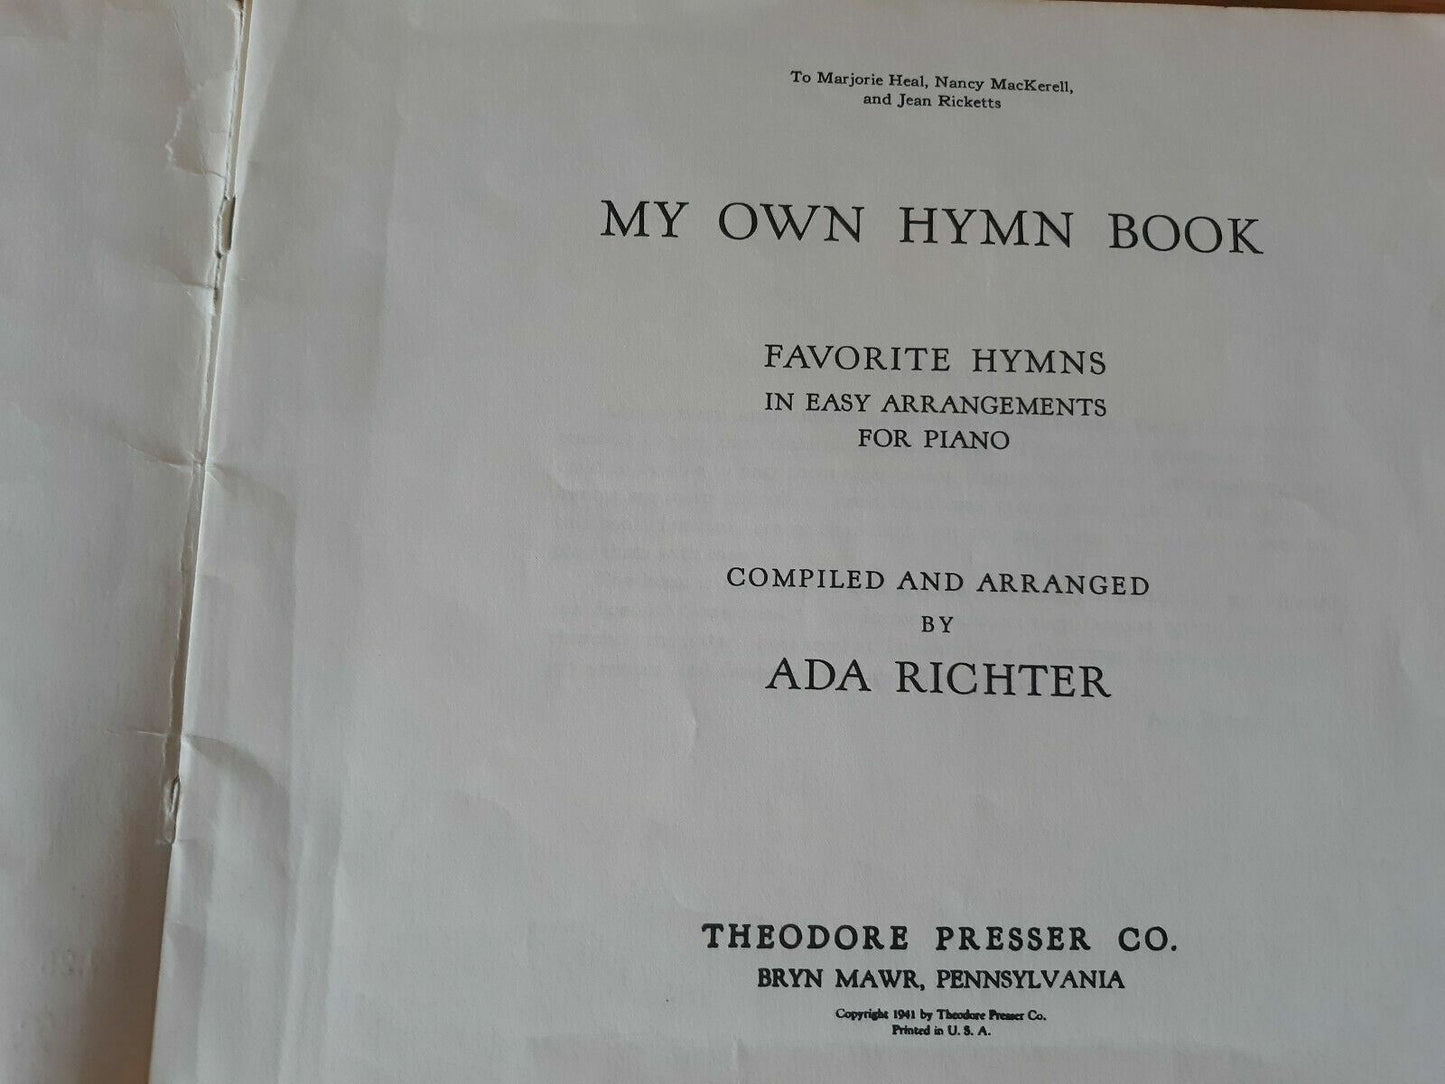 To Marjorie Heal, Nancy MacKerell,
and Jean Ricketts
MY OWN HYMN BOOK
FAVORITE HYMNS
IN EASY ARRANGEMENTS
FOR PIANO
COMPILED AND ARRANGED
BY
ADA RICHTER
THEODORE PRESSER CO.
BRYN MAWR, PENNSYLVANIA
Copyright 1941 by Theodore Presser Co.
Printed in U. S. A.